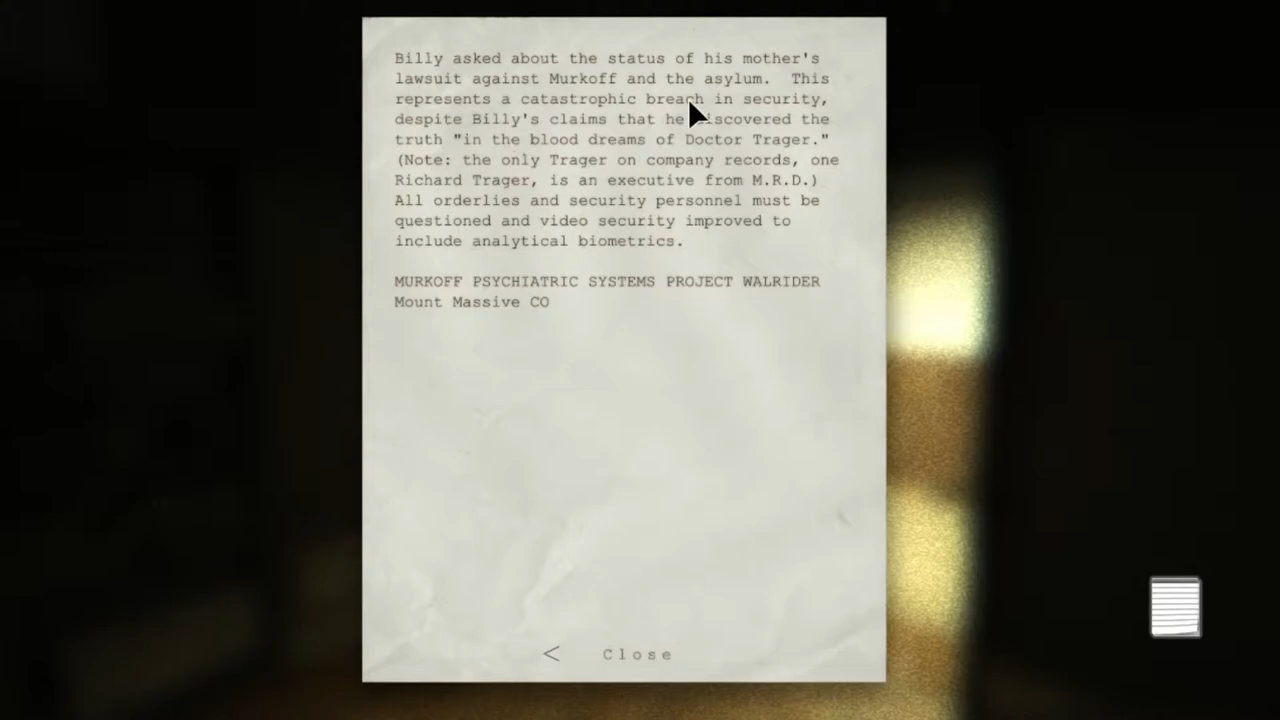 Billy asked about the status of his mother's
lawsuit against Murkoff and the asylum.  This
represents a catastrophic breach in security,
despite Billy's claims that he discovered the
truth "in the blood dreams of Doctor Trager."
(Note: the only Trager on company records, one
Richard Trager, is an executive from M.R.D.)
All orderlies and security personnel must be
questioned and video security improved to
include analytical biometrics.

MURKOFF PSYCHIATRIC SYSTEMS PROJECT WALRIDER
Mount Massive CO
< Close